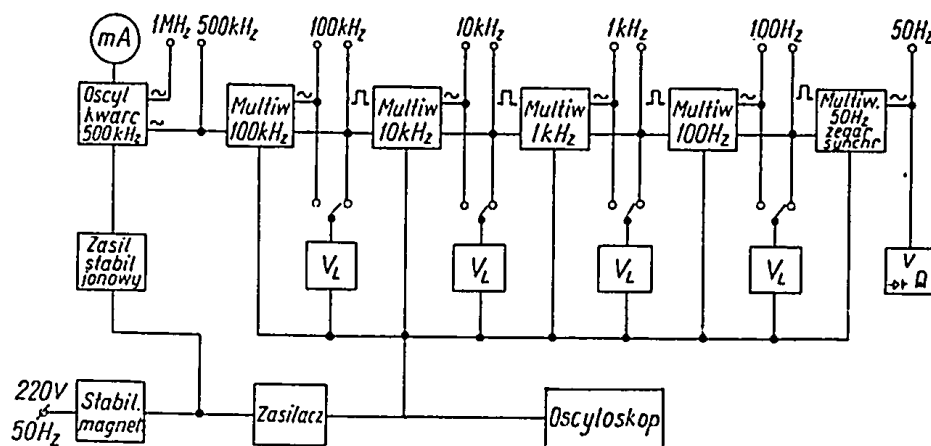 mA
1MHz 500kHz
100kHz
10kHz
1kHz
100Hz
50Hz
Oscyl
kwarc
500kHz
Multiw
100kHz
Multiw
10kHz
Multiw
1kHz
Multiw
100Hz
Multiw.
50Hz
zegar
synchr
Zasil
stabil
jonowy
VL
VL
VL
VL
V
Ω
220V
50Hz
Stabil.
magnet
Zasilacz
Oscyloskop